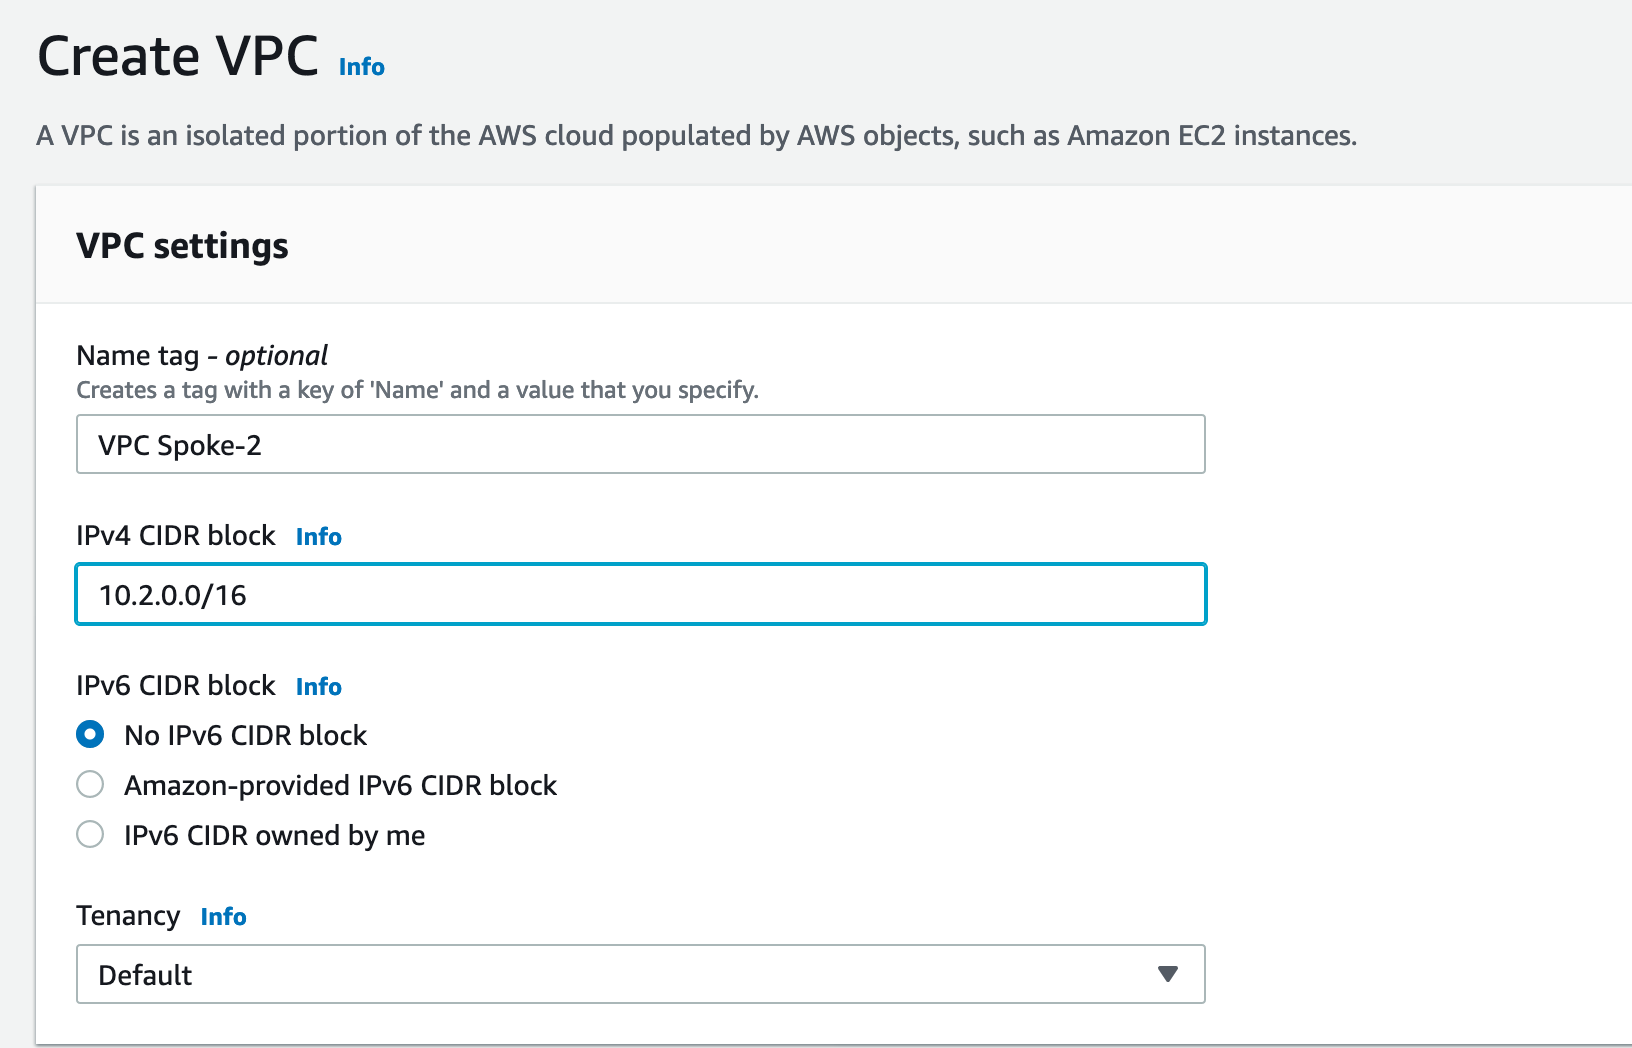 Create VPC Info
A VPC is an isolated portion of the AWS cloud populated by AWS objects, such as Amazon EC2 instances.
VPC settings
Name tag - optional
Creates a tag with a key of 'Name' and a value that you specify.
VPC Spoke-2
IPv4 CIDR block Info
10.2.0.0/16
IPv6 CIDR block Info
No IPv6 CIDR block
Amazon-provided IPv6 CIDR block
IPv6 CIDR owned by me
Tenancy Info
Default